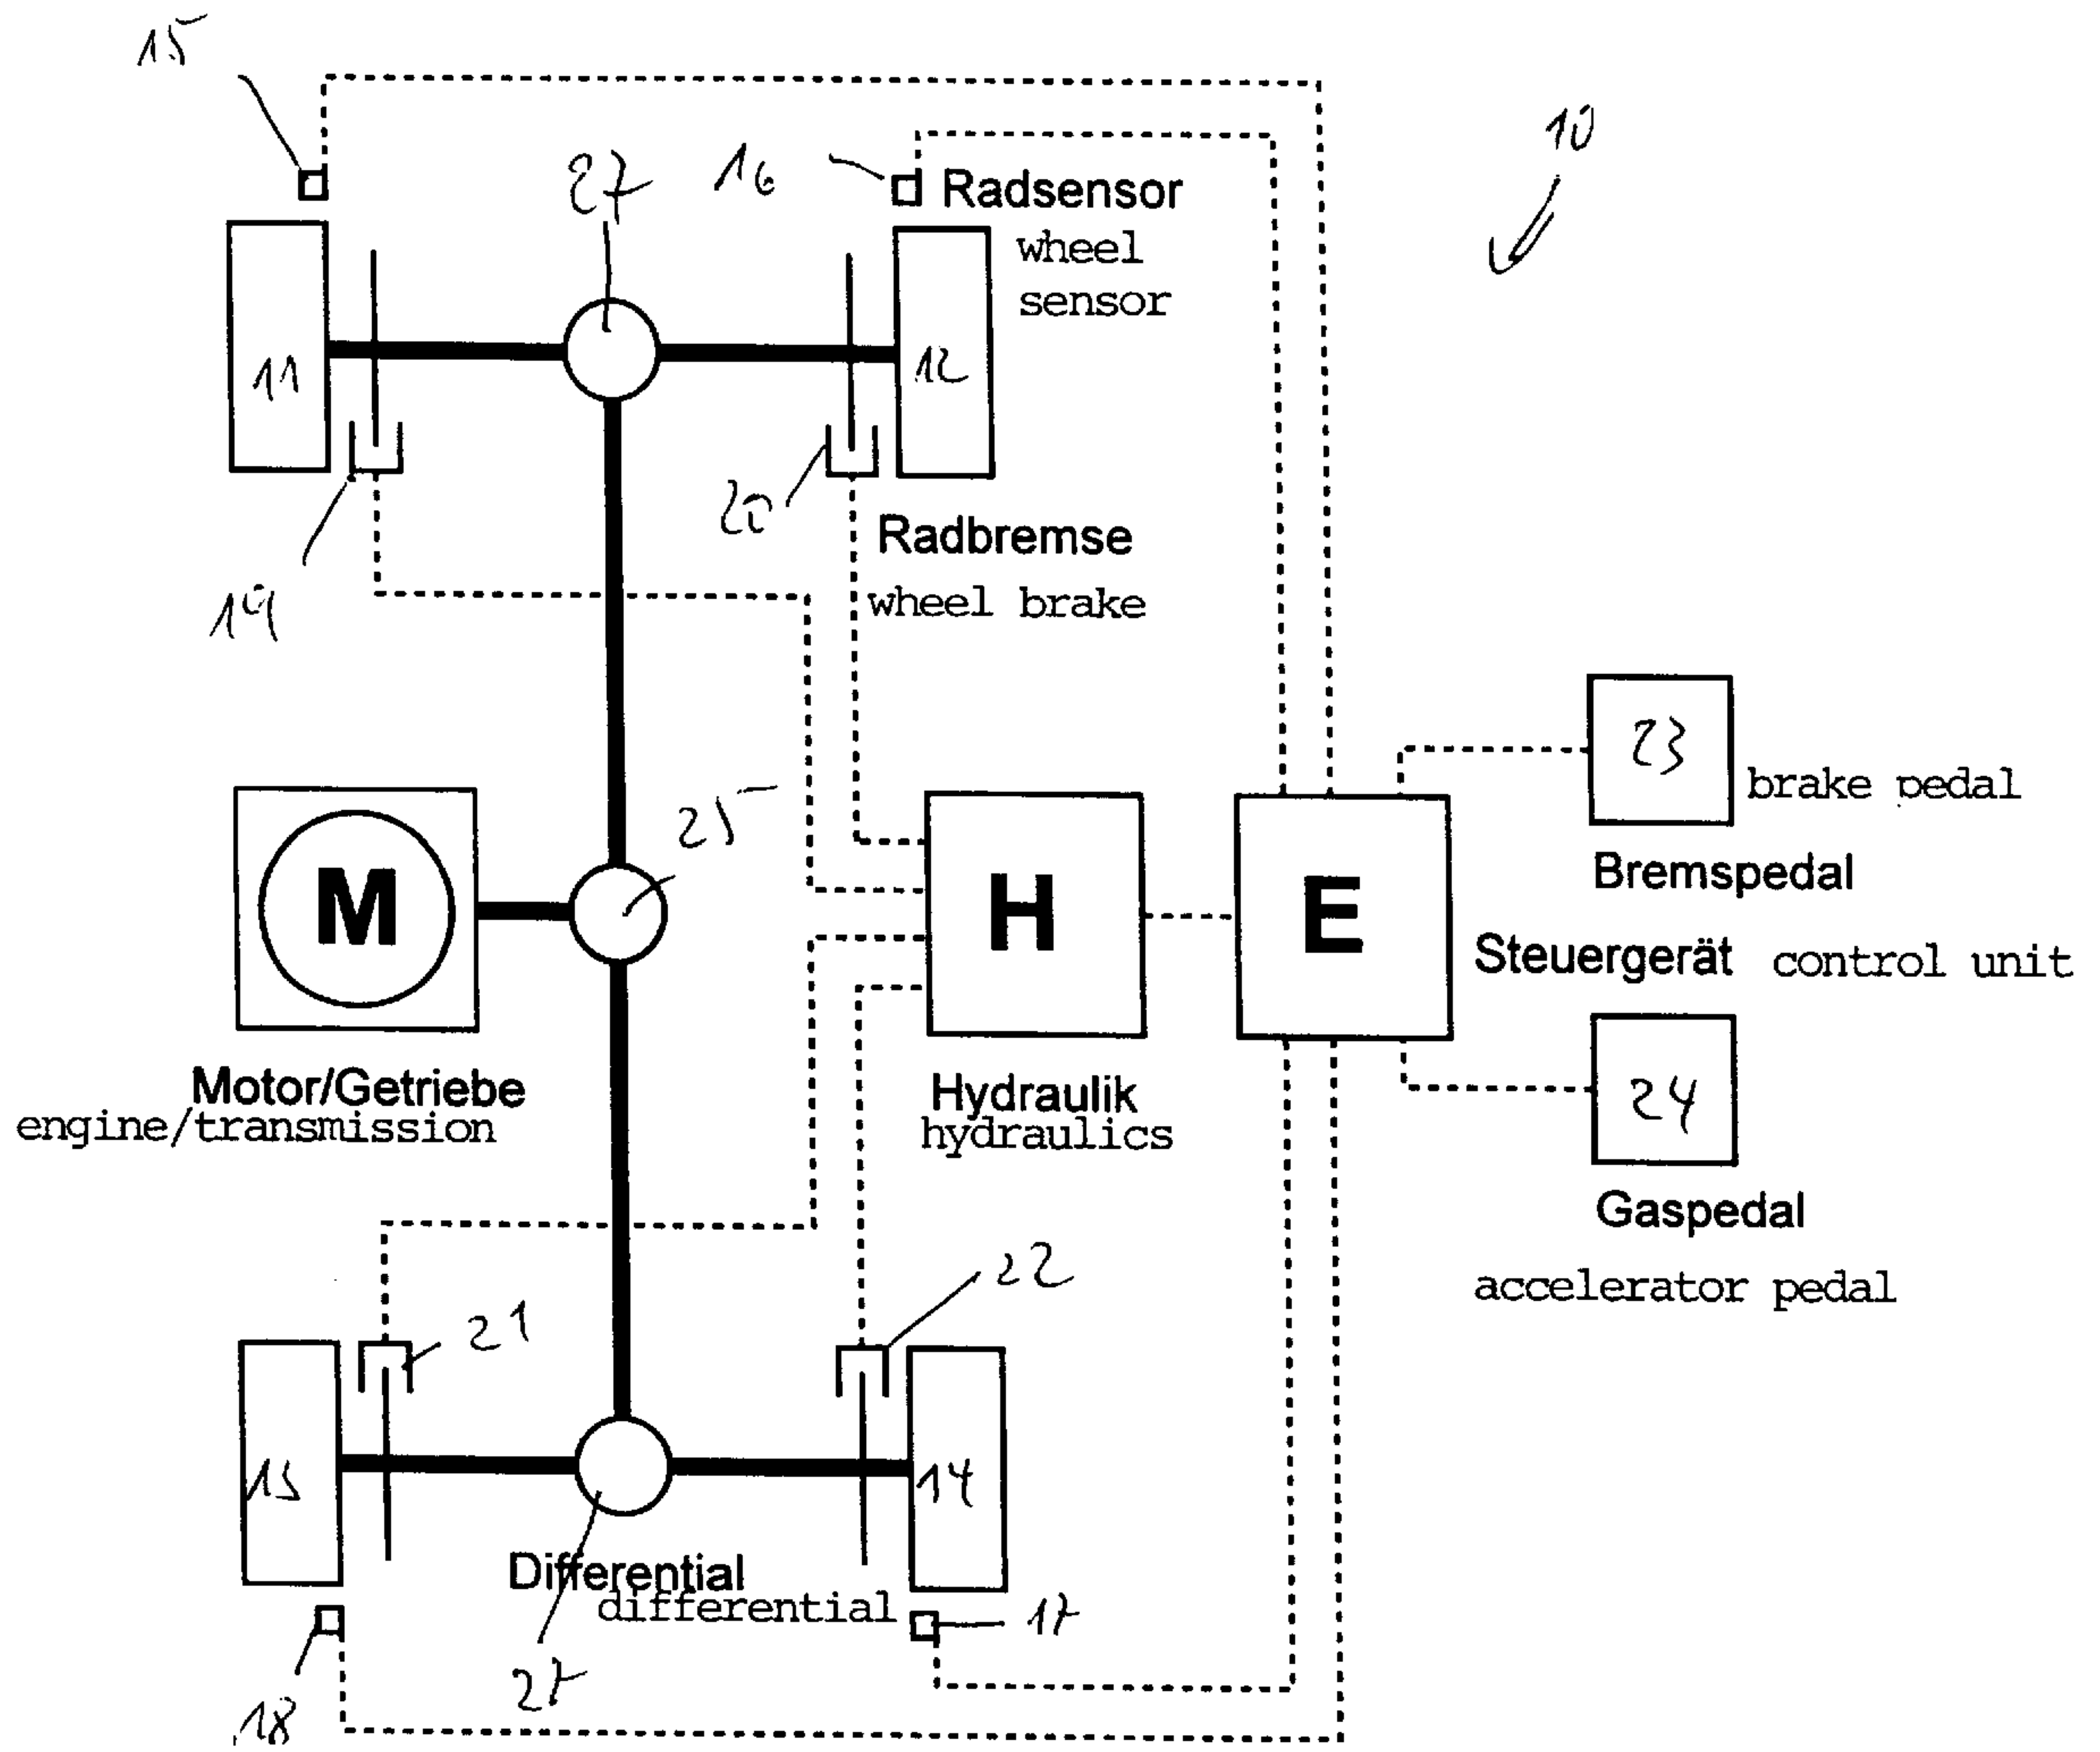 15
10
27
16
Radsensor
wheel
sensor
11
12
20
Radbremse
19
wheel brake
23
brake pedal
25
M
H
E
Bremspedal
Steuergerät control unit
Motor/Getriebe
engine/transmission
Hydraulik
hydraulics
24
Gaspedal
accelerator pedal
22
21
13
14
Differential
differential
17
27
18